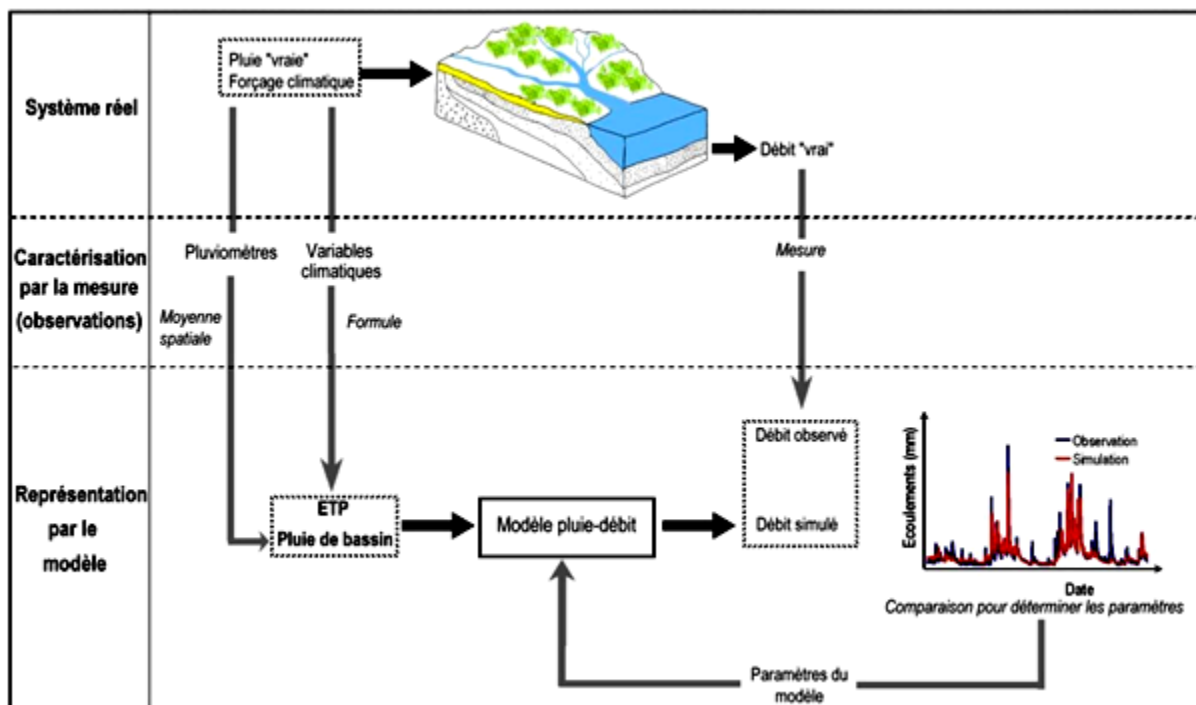 Système réel
Pluie "vraie"
Forçage climatique
Débit "vrai"
Caractérisation
par la mesure
(observations)
Pluviomètres
Variables
climatiques
Mesure
Moyenne
spatiale
Formule
Représentation
par le
modèle
ETP
Pluie de bassin
Modèle pluie-débit
Débit observé
Débit simulé
Ecoulements (mm)
Observation
Simulation
Date
Comparaison pour déterminer les paramètres
Paramètres du
modèle